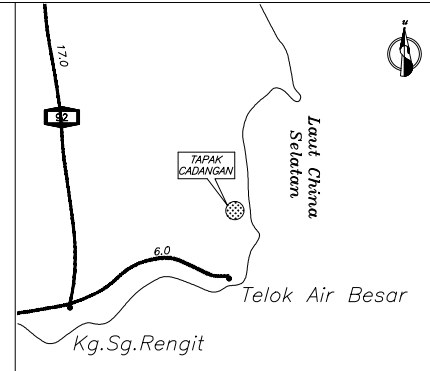 17.0
u
92
Laut China
Selatan
TAPAK
CADANGAN
6.0
Telok Air Besar
Kg.Sg.Rengit